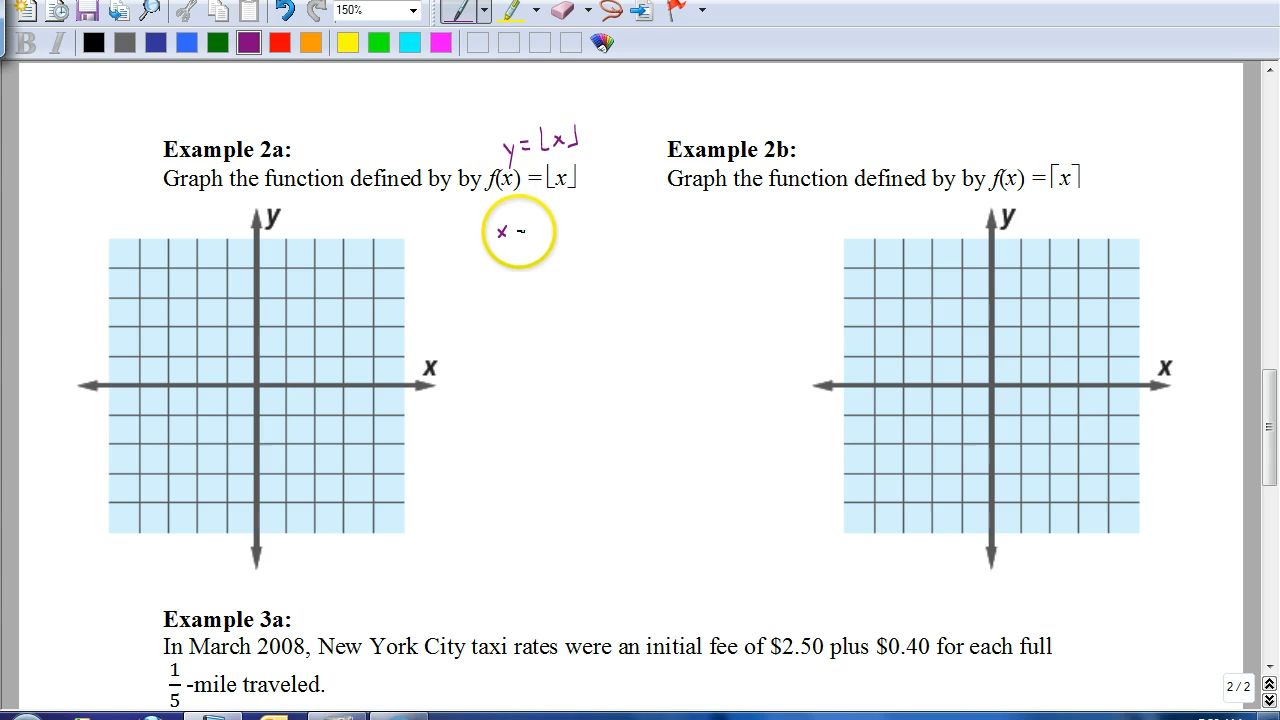 B I
150%
y = ⌊x⌋
Example 2a:
Graph the function defined by by f(x) =⌊x⌋
x -
y
x
Example 2b:
Graph the function defined by by f(x) =⌈x⌉
y
x
Example 3a:
In March 2008, New York City taxi rates were an initial fee of $2.50 plus $0.40 for each full
1/5 -mile traveled.
2 / 2